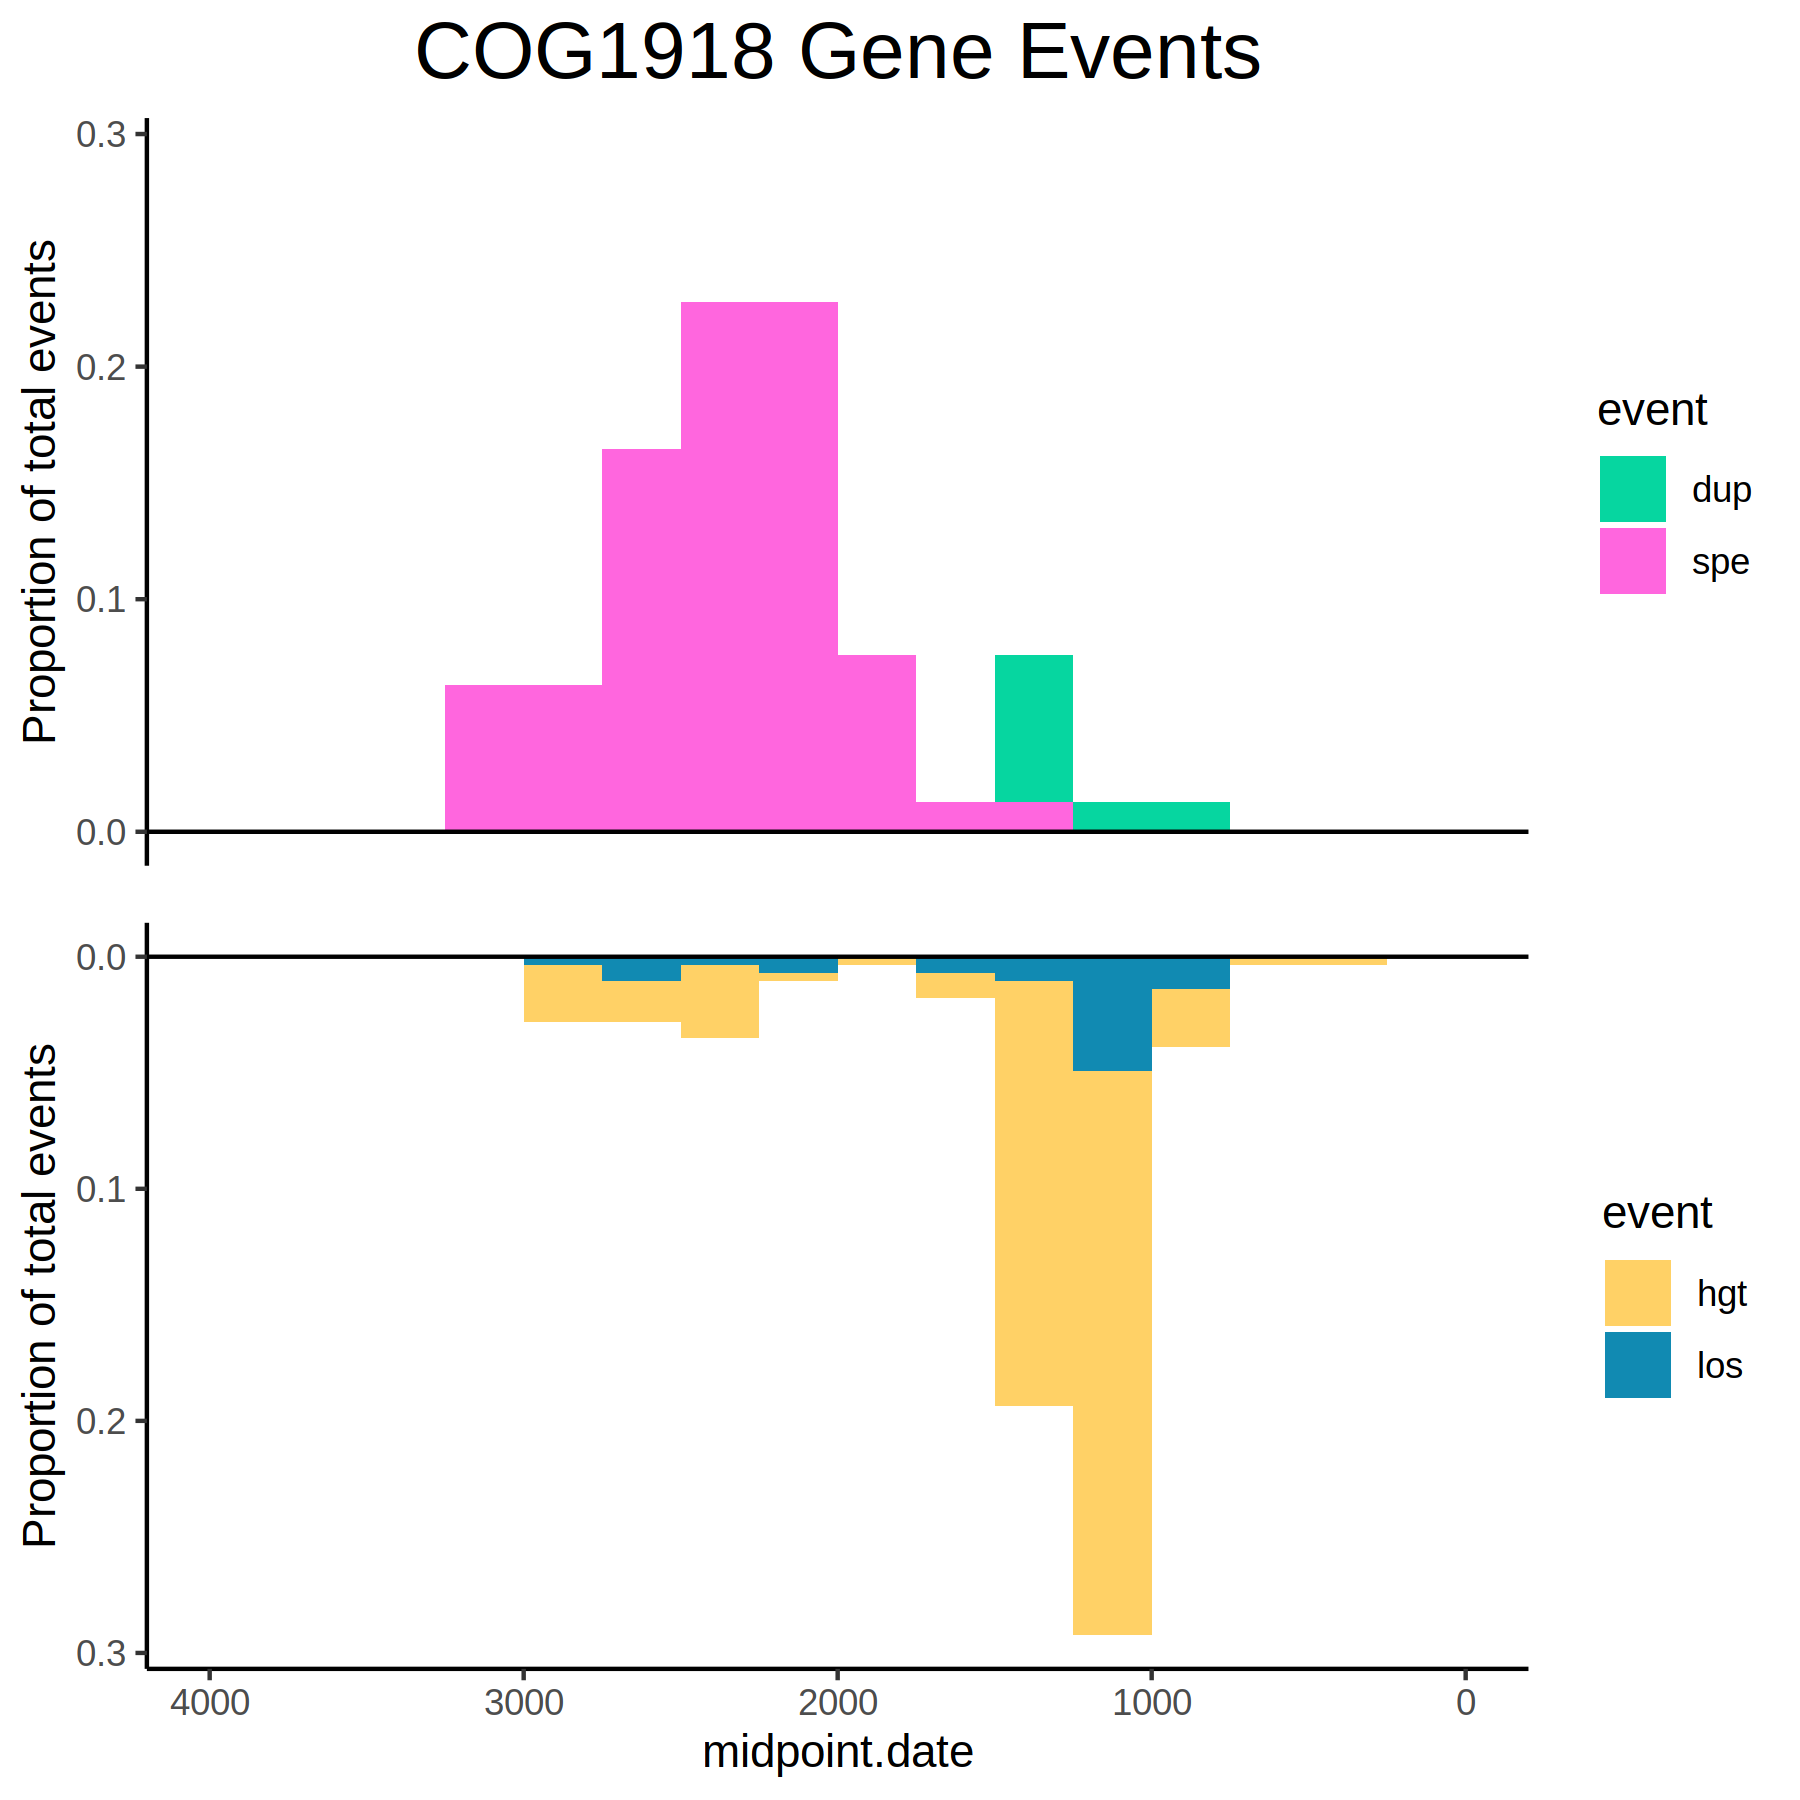 COG1918 Gene Events
Proportion of total events
0.3
0.2
0.1
0.0
event
dup
spe
Proportion of total events
0.0
0.1
0.2
0.3
event
hgt
los
4000 3000 2000 1000 0
midpoint.date